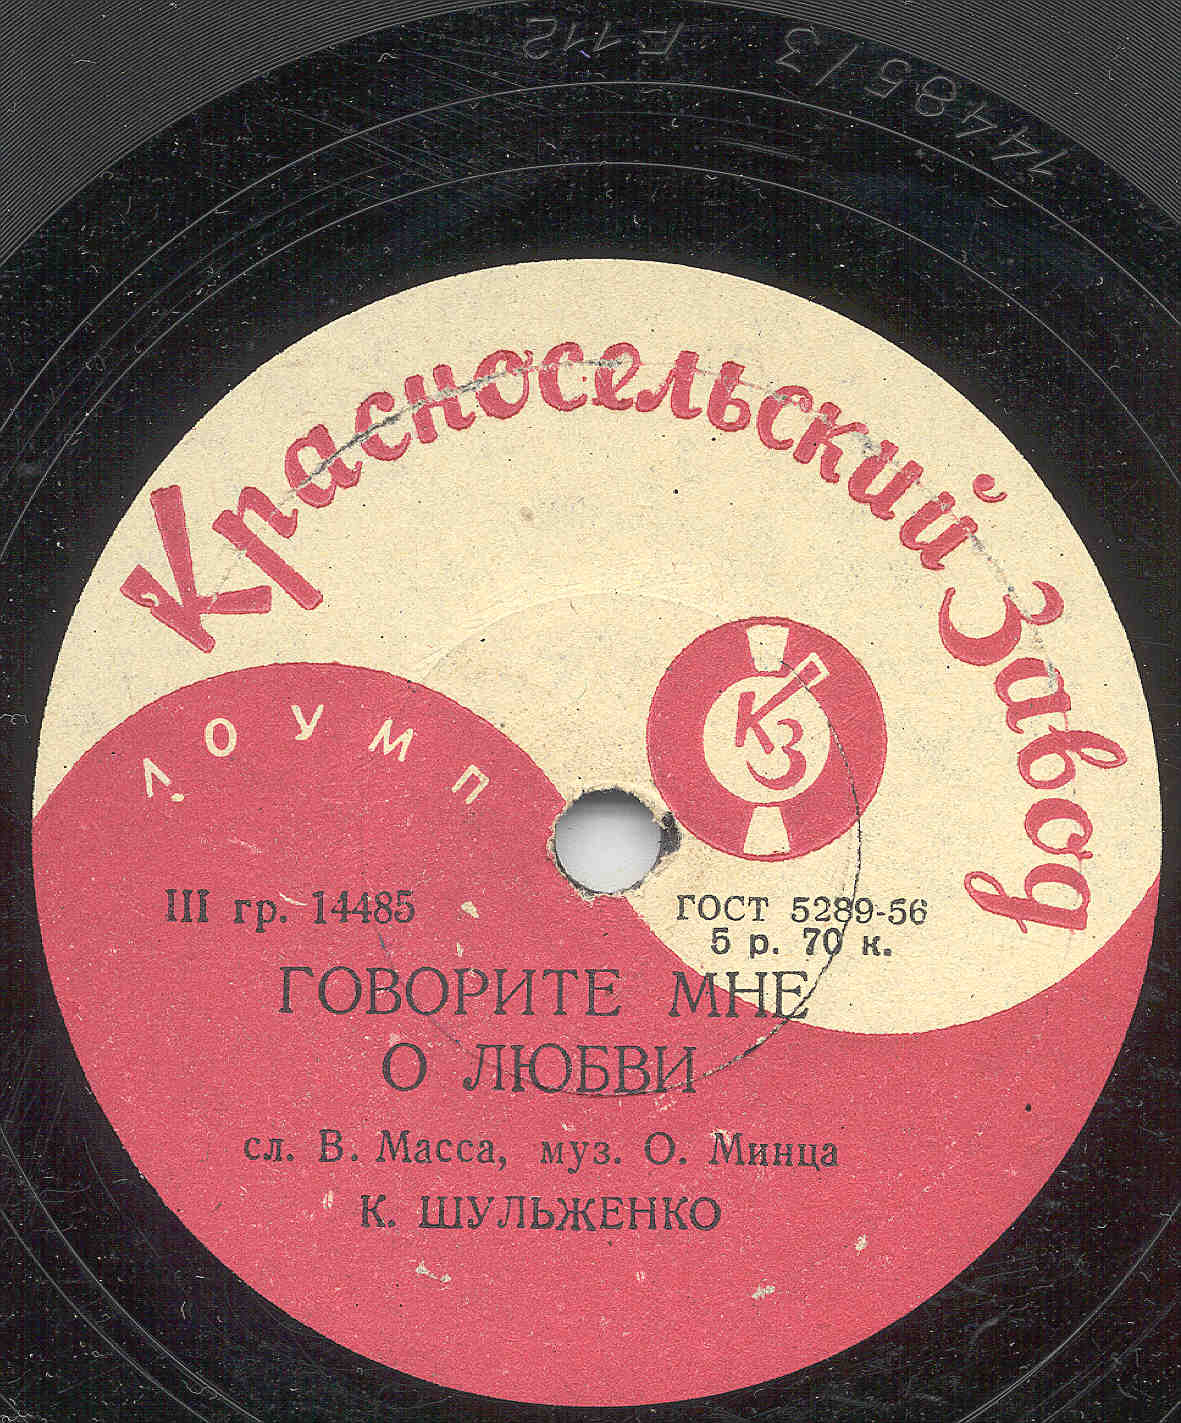 14485/3 Е112
Красносельский Завод
ЛОУМП
КЗ
III гр. 14485
ГОСТ 5289-56
5 р. 70 к.
ГОВОРИТЕ МНЕ
О ЛЮБВИ
сл. В. Масса, муз. О. Минца
К. ШУЛЬЖЕНКО